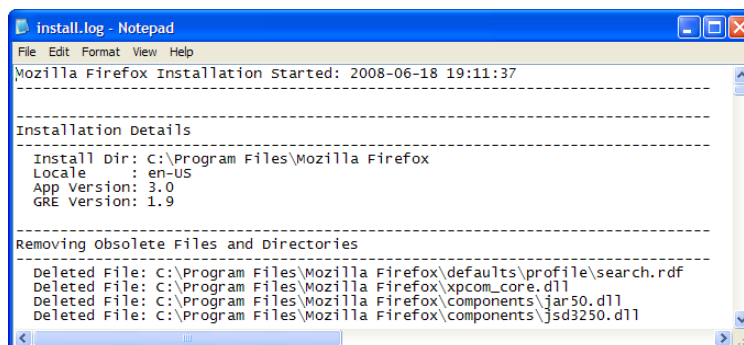 install.log - Notepad
File Edit Format View Help
Mozilla Firefox Installation Started: 2008-06-18 19:11:37
-------------------------------------------------------------------------------
-------------------------------------------------------------------------------
Installation Details
-------------------------------------------------------------------------------
  Install Dir: C:\Program Files\Mozilla Firefox
  Locale     : en-US
  App Version: 3.0
  GRE Version: 1.9
-------------------------------------------------------------------------------
Removing Obsolete Files and Directories
-------------------------------------------------------------------------------
  Deleted File: C:\Program Files\Mozilla Firefox\defaults\profile\search.rdf
  Deleted File: C:\Program Files\Mozilla Firefox\xpcom_core.dll
  Deleted File: C:\Program Files\Mozilla Firefox\components\jar50.dll
  Deleted File: C:\Program Files\Mozilla Firefox\components\jsd3250.dll